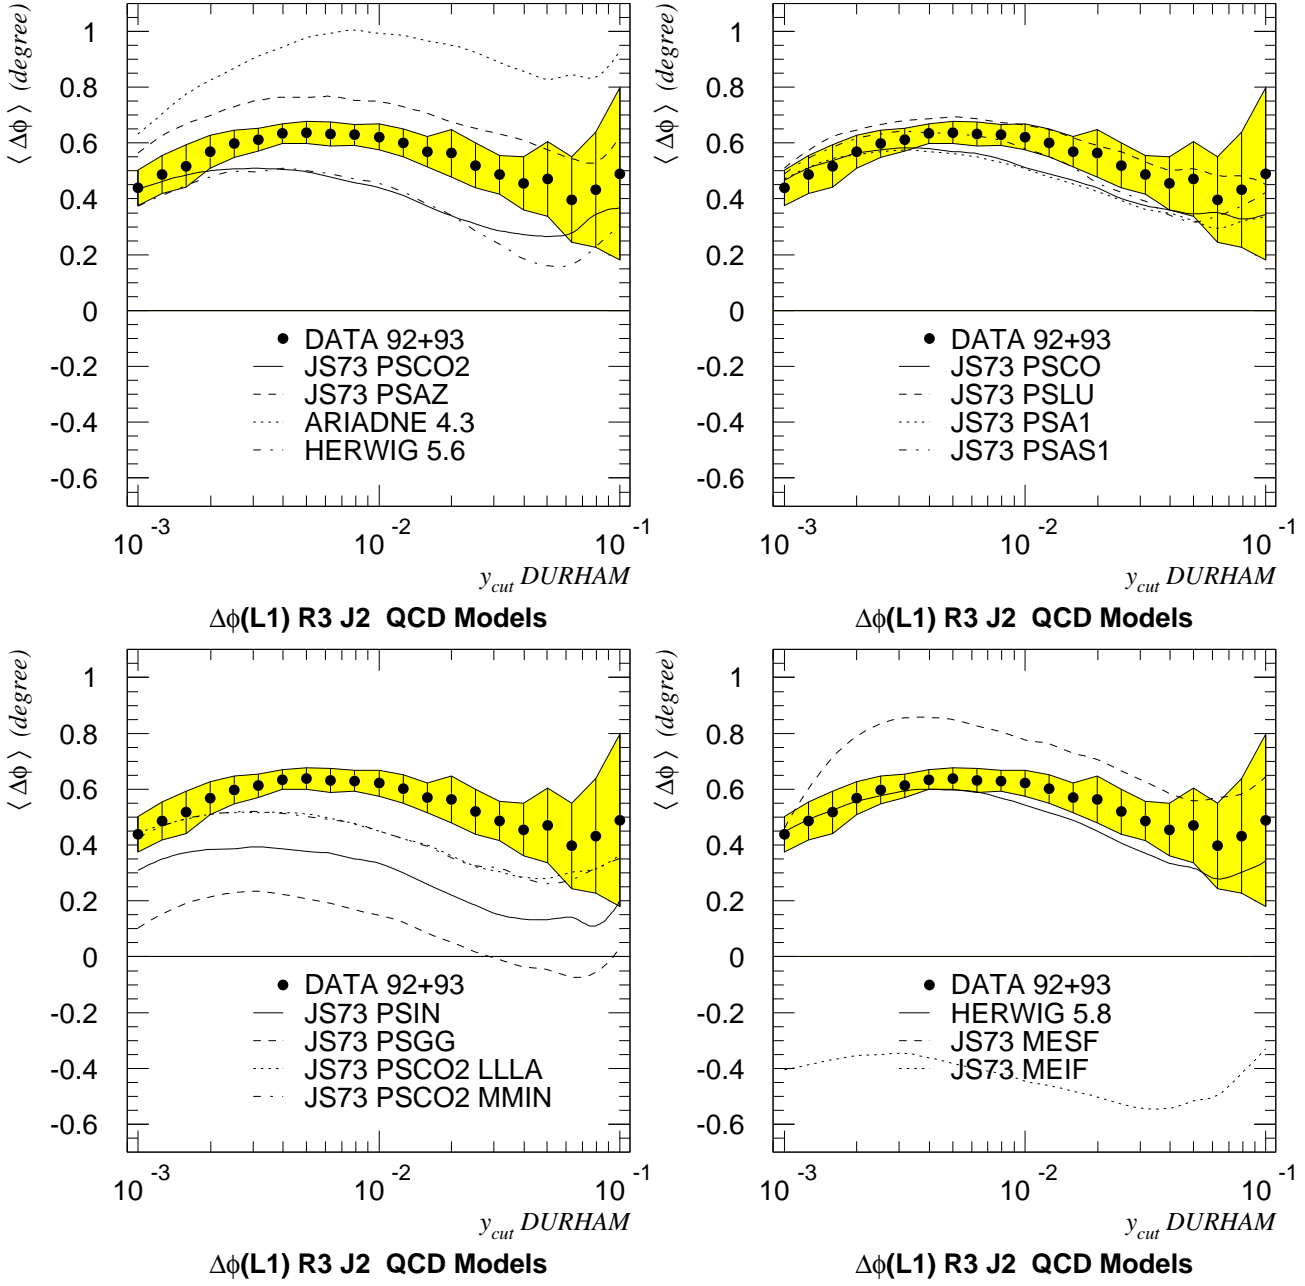 ⟨ Δϕ ⟩ (degree)
1
0.8
0.6
0.4
0.2
0
-0.2
-0.4
-0.6
DATA 92+93
JS73 PSCO2
JS73 PSAZ
ARIADNE 4.3
HERWIG 5.6
10^-3 10^-2 10^-1
y_cut DURHAM
Δϕ(L1) R3 J2 QCD Models
⟨ Δϕ ⟩ (degree)
1
0.8
0.6
0.4
0.2
0
-0.2
-0.4
-0.6
DATA 92+93
JS73 PSCO
JS73 PSLU
JS73 PSA1
JS73 PSAS1
10^-3 10^-2 10^-1
y_cut DURHAM
Δϕ(L1) R3 J2 QCD Models
⟨ Δϕ ⟩ (degree)
1
0.8
0.6
0.4
0.2
0
-0.2
-0.4
-0.6
DATA 92+93
JS73 PSIN
JS73 PSGG
JS73 PSCO2 LLLA
JS73 PSCO2 MMIN
10^-3 10^-2 10^-1
y_cut DURHAM
Δϕ(L1) R3 J2 QCD Models
⟨ Δϕ ⟩ (degree)
1
0.8
0.6
0.4
0.2
0
-0.2
-0.4
-0.6
DATA 92+93
HERWIG 5.8
JS73 MESF
JS73 MEIF
10^-3 10^-2 10^-1
y_cut DURHAM
Δϕ(L1) R3 J2 QCD Models